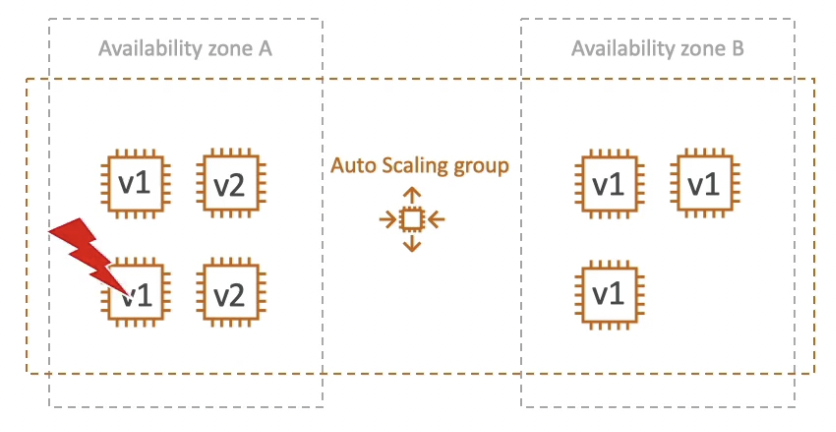 Availability zone A
Availability zone B
Auto Scaling group
v1
v2
v1
v1
v1
v2
v1